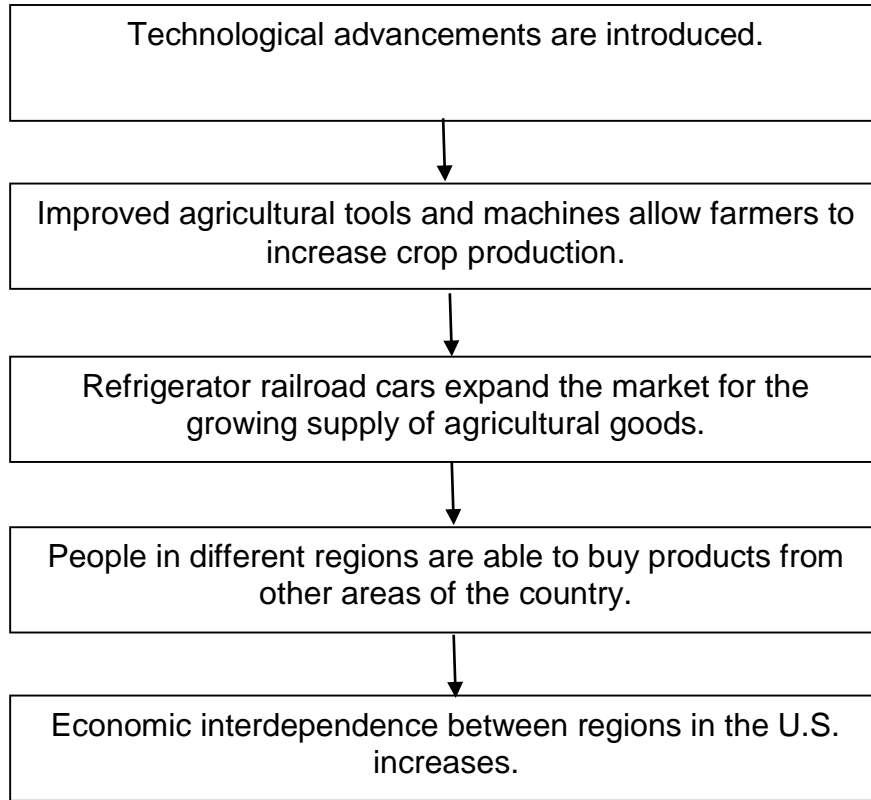 Technological advancements are introduced.
Improved agricultural tools and machines allow farmers to
increase crop production.
Refrigerator railroad cars expand the market for the
growing supply of agricultural goods.
People in different regions are able to buy products from
other areas of the country.
Economic interdependence between regions in the U.S.
increases.